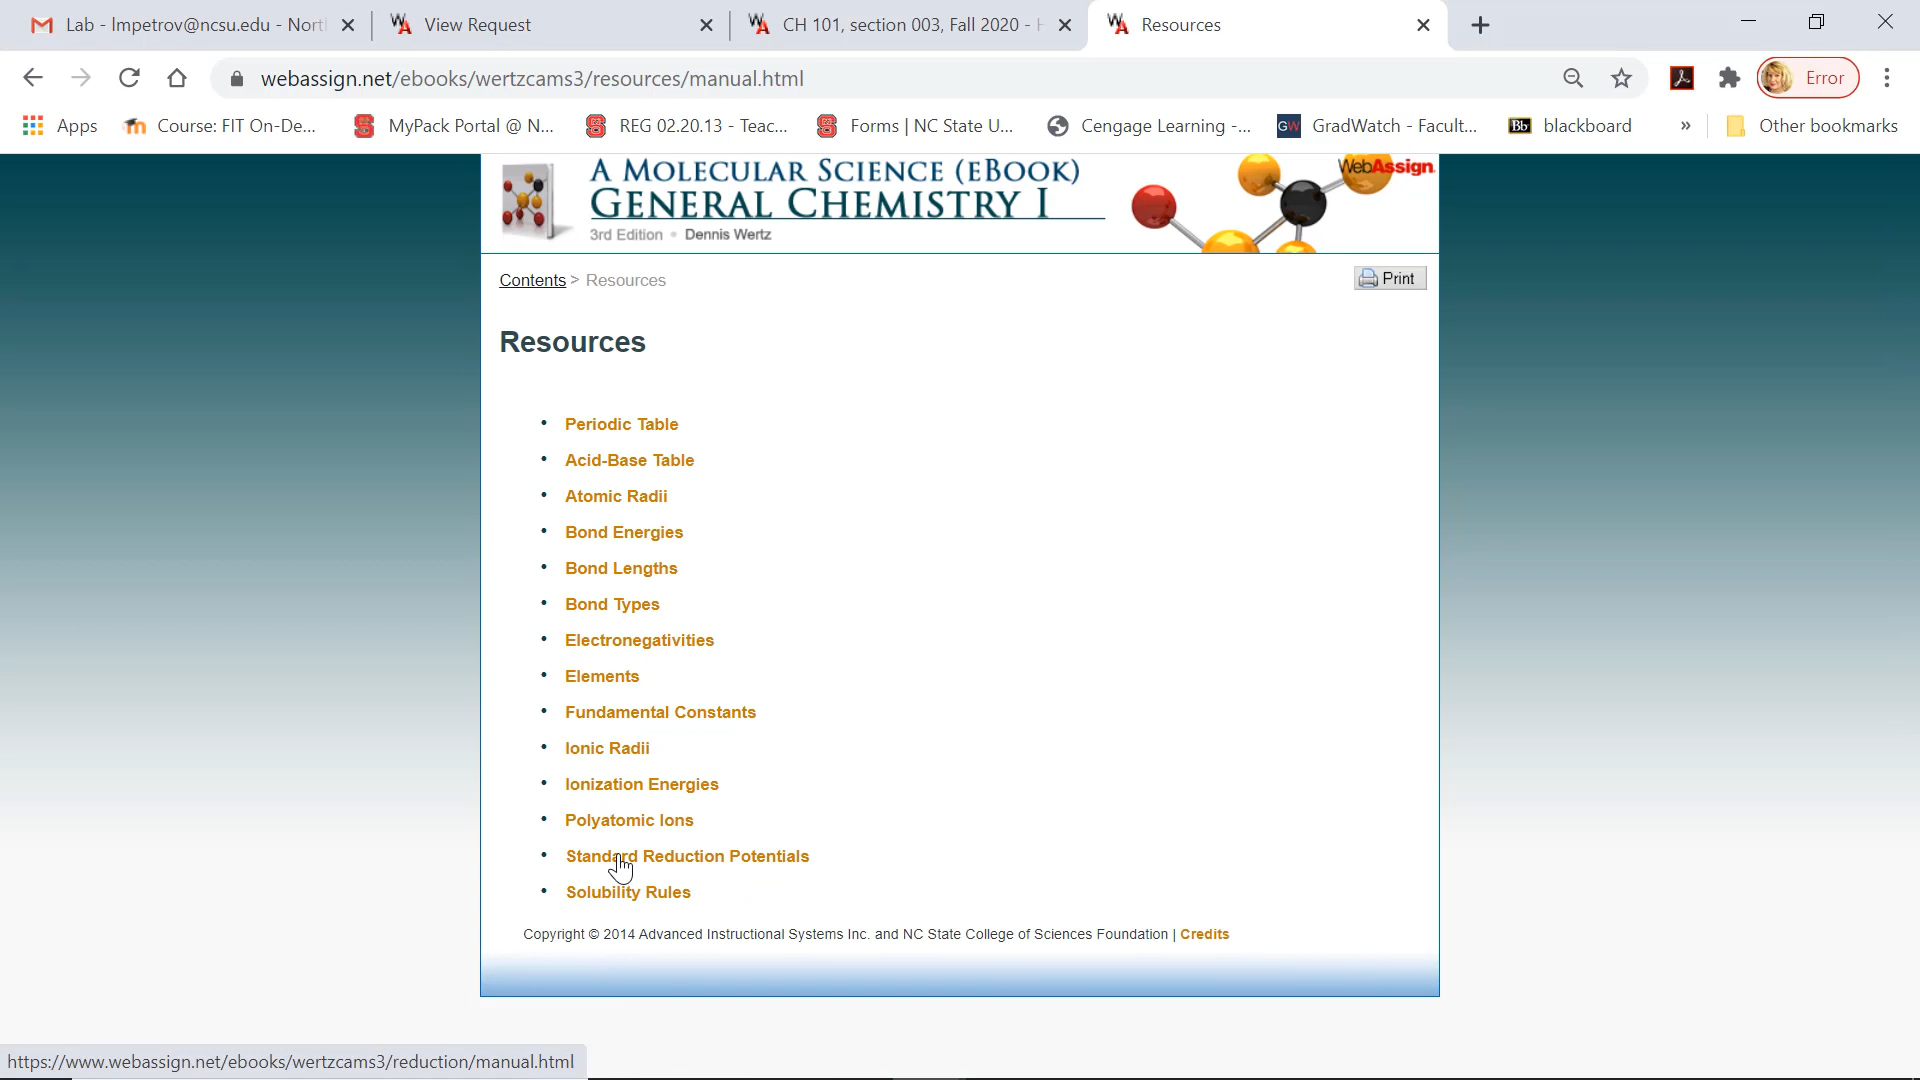 Lab - lmpetrov@ncsu.edu - Nort
View Request
CH 101, section 003, Fall 2020 - H
Resources
webassign.net/ebooks/wertzcams3/resources/manual.html
Error
Apps
Course: FIT On-De...
MyPack Portal @ N...
REG 02.20.13 - Teac...
Forms | NC State U...
Cengage Learning -...
GW
GradWatch - Facult...
Bb
blackboard
»
Other bookmarks
A MOLECULAR SCIENCE (EBOOK)
GENERAL CHEMISTRY I
3rd Edition • Dennis Wertz
WebAssign
Contents > Resources
Print
Resources
• Periodic Table
• Acid-Base Table
• Atomic Radii
• Bond Energies
• Bond Lengths
• Bond Types
• Electronegativities
• Elements
• Fundamental Constants
• Ionic Radii
• Ionization Energies
• Polyatomic Ions
• Standard Reduction Potentials
• Solubility Rules
Copyright © 2014 Advanced Instructional Systems Inc. and NC State College of Sciences Foundation | Credits
https://www.webassign.net/ebooks/wertzcams3/reduction/manual.html